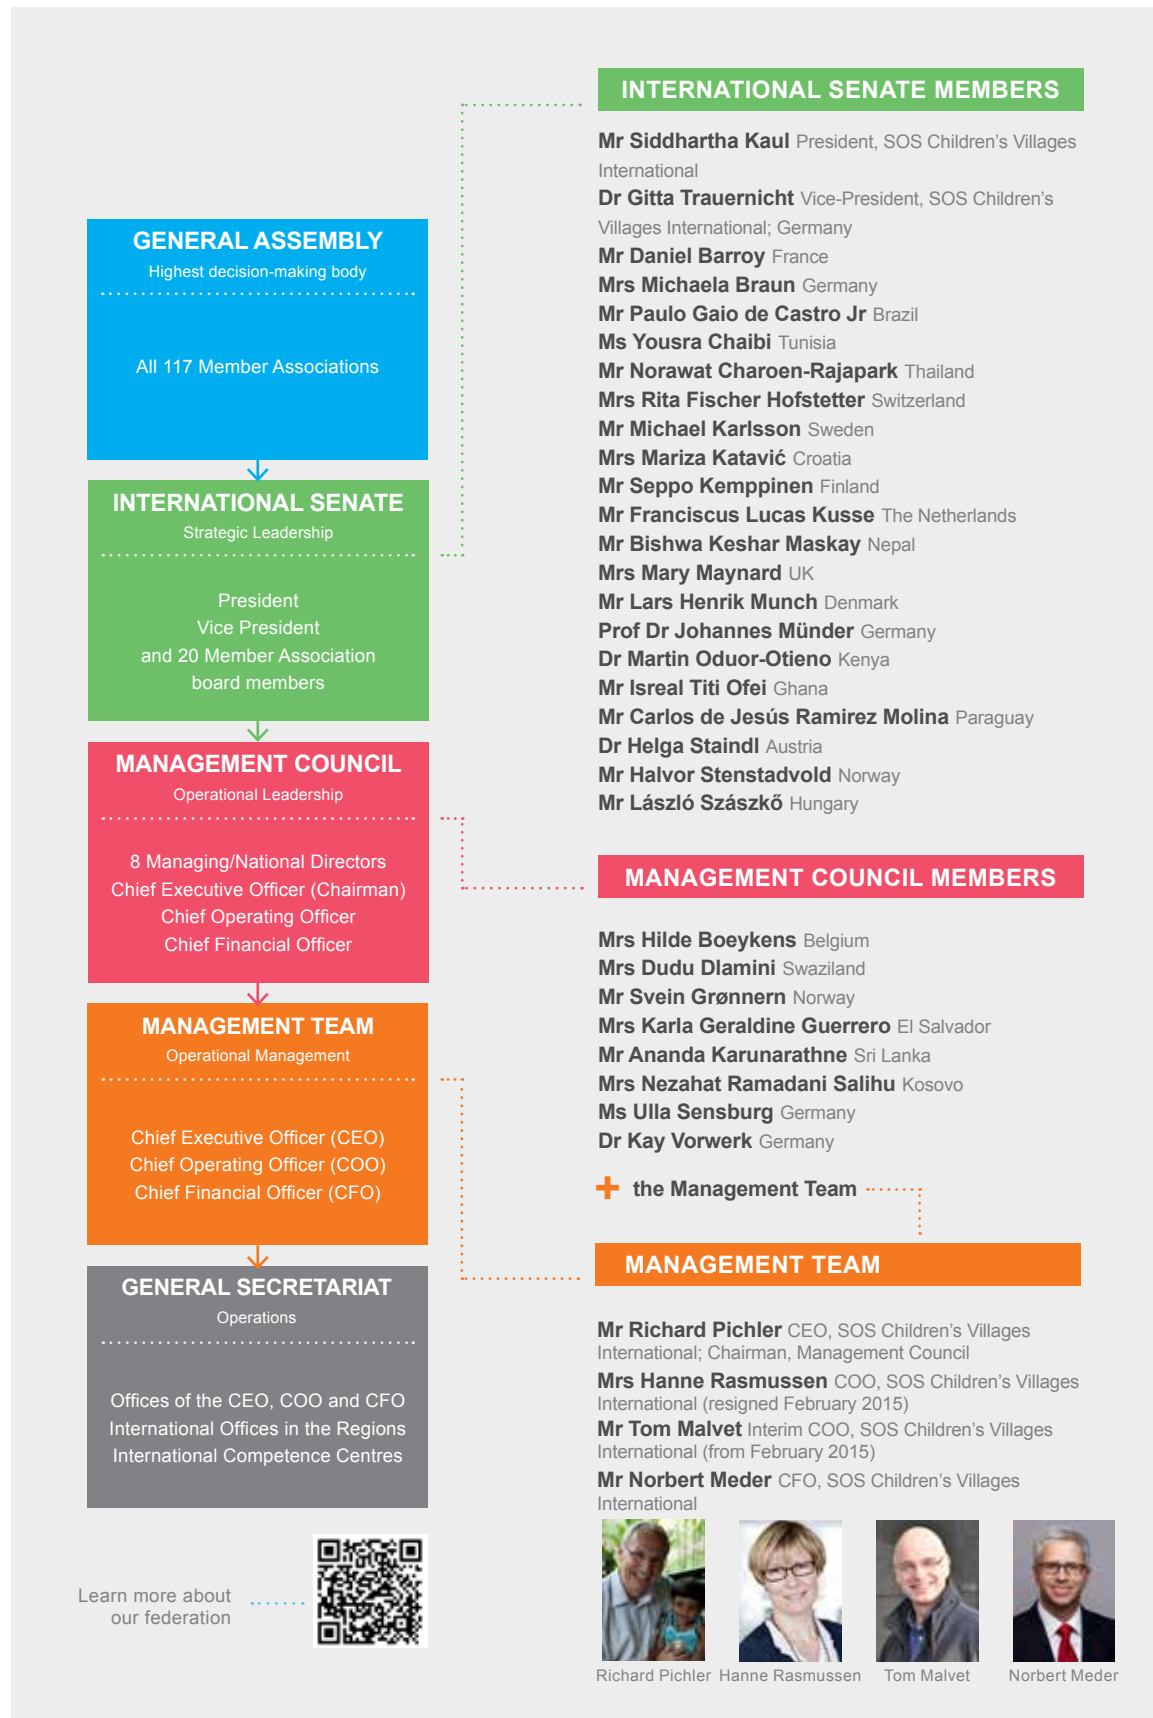 GENERAL ASSEMBLY
Highest decision-making body
All 117 Member Associations
INTERNATIONAL SENATE
Strategic Leadership
President
Vice President
and 20 Member Association
board members
MANAGEMENT COUNCIL
Operational Leadership
8 Managing/National Directors
Chief Executive Officer (Chairman)
Chief Operating Officer
Chief Financial Officer
MANAGEMENT TEAM
Operational Management
Chief Executive Officer (CEO)
Chief Operating Officer (COO)
Chief Financial Officer (CFO)
GENERAL SECRETARIAT
Operations
Offices of the CEO, COO and CFO
International Offices in the Regions
International Competence Centres
Learn more about
our federation
INTERNATIONAL SENATE MEMBERS
Mr Siddhartha Kaul President, SOS Children's Villages
International
Dr Gitta Trauernicht Vice-President, SOS Children's
Villages International; Germany
Mr Daniel Barroy France
Mrs Michaela Braun Germany
Mr Paulo Gaio de Castro Jr Brazil
Ms Yousra Chaibi Tunisia
Mr Norawat Charoen-Rajapark Thailand
Mrs Rita Fischer Hofstetter Switzerland
Mr Michael Karlsson Sweden
Mrs Mariza Katavić Croatia
Mr Seppo Kemppinen Finland
Mr Franciscus Lucas Kusse The Netherlands
Mr Bishwa Keshar Maskay Nepal
Mrs Mary Maynard UK
Mr Lars Henrik Munch Denmark
Prof Dr Johannes Münder Germany
Dr Martin Oduor-Otieno Kenya
Mr Isreal Titi Ofei Ghana
Mr Carlos de Jesús Ramirez Molina Paraguay
Dr Helga Staindl Austria
Mr Halvor Stenstadvold Norway
Mr László Szászkő Hungary
MANAGEMENT COUNCIL MEMBERS
Mrs Hilde Boeykens Belgium
Mrs Dudu Dlamini Swaziland
Mr Svein Grønnern Norway
Mrs Karla Geraldine Guerrero El Salvador
Mr Ananda Karunarathne Sri Lanka
Mrs Nezahat Ramadani Salihu Kosovo
Ms Ulla Sensburg Germany
Dr Kay Vorwerk Germany
+ the Management Team
MANAGEMENT TEAM
Mr Richard Pichler CEO, SOS Children's Villages
International; Chairman, Management Council
Mrs Hanne Rasmussen COO, SOS Children's Villages
International (resigned February 2015)
Mr Tom Malvet Interim COO, SOS Children's Villages
International (from February 2015)
Mr Norbert Meder CFO, SOS Children's Villages
International
Richard Pichler Hanne Rasmussen Tom Malvet Norbert Meder